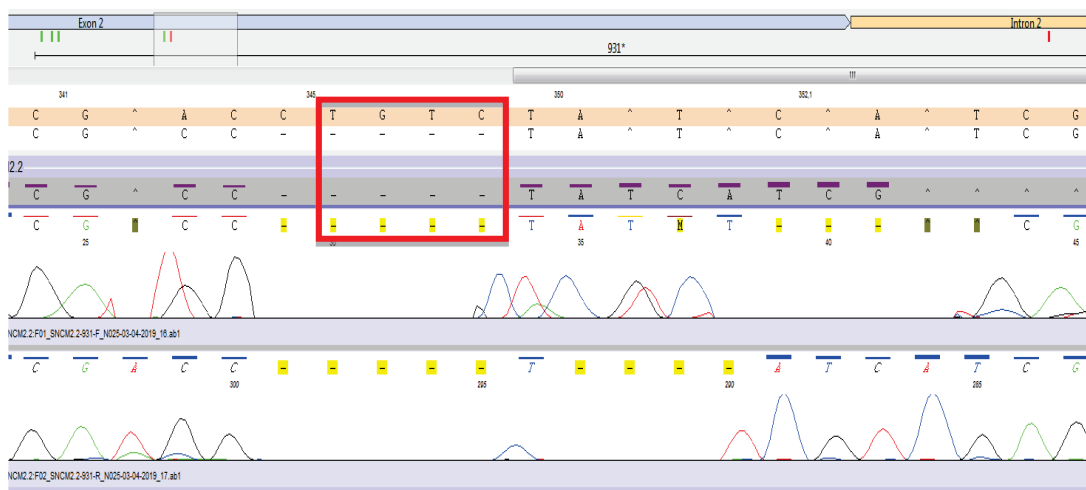 Exon 2 Intron 2
931*
341 345 350 352,1
C G ^ A C C T G T C T A ^ T ^ C ^ A ^ T C G
C G ^ C C - - - - - T A ^ T ^ C ^ A ^ T C G
2.2
C G ^ C C - - - - - T A T C A T C G ^ ^ ^ ^
C G ^ C C - - - - - T A T M T - - - ^ ^ C G
25 30 35 40 45
NCM2.2:F01_SNCM2.2-931-F_N025-03-04-2019_16.ab1
C G A C C - - - - - T - - - - A T C A T C G
300 295 290 285
NCM2.2:F02_SNCM2.2-931-R_N025-03-04-2019_17.ab1